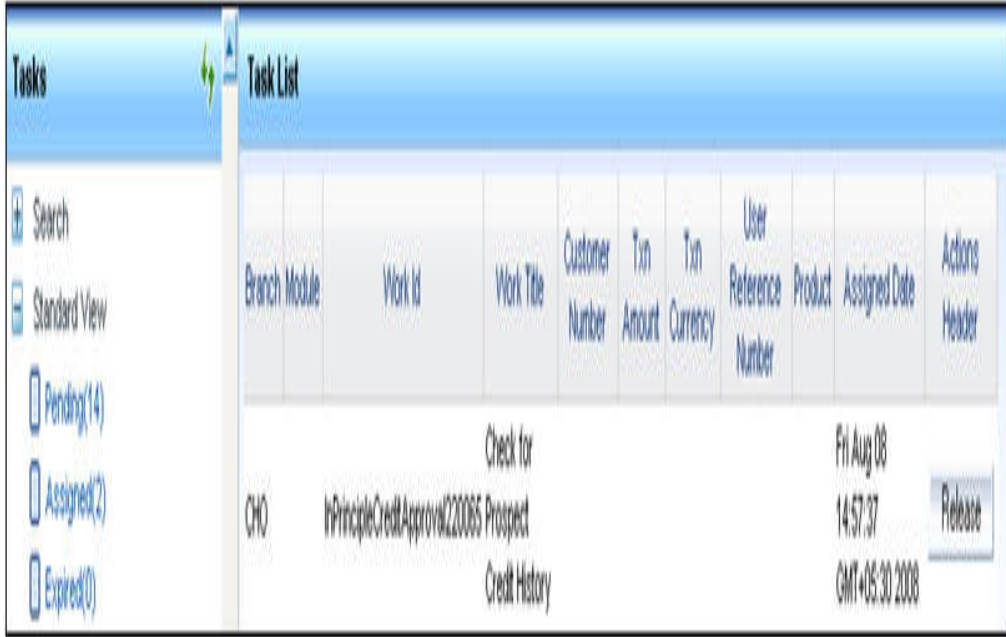 Tasks
Task List
Search
Standard View
Pending(14)
Assigned(2)
Expired(0)
Branch
Module
Work Id
Work Title
Customer
Number
Txn
Amount
Txn
Currency
User
Reference
Number
Product
Assigned Date
Actions
Header
CHO
InPrincipleCreditApproval220065
Check for
Prospect
Credit History
Fri Aug 08
14:57:37
GMT+05:30 2008
Release